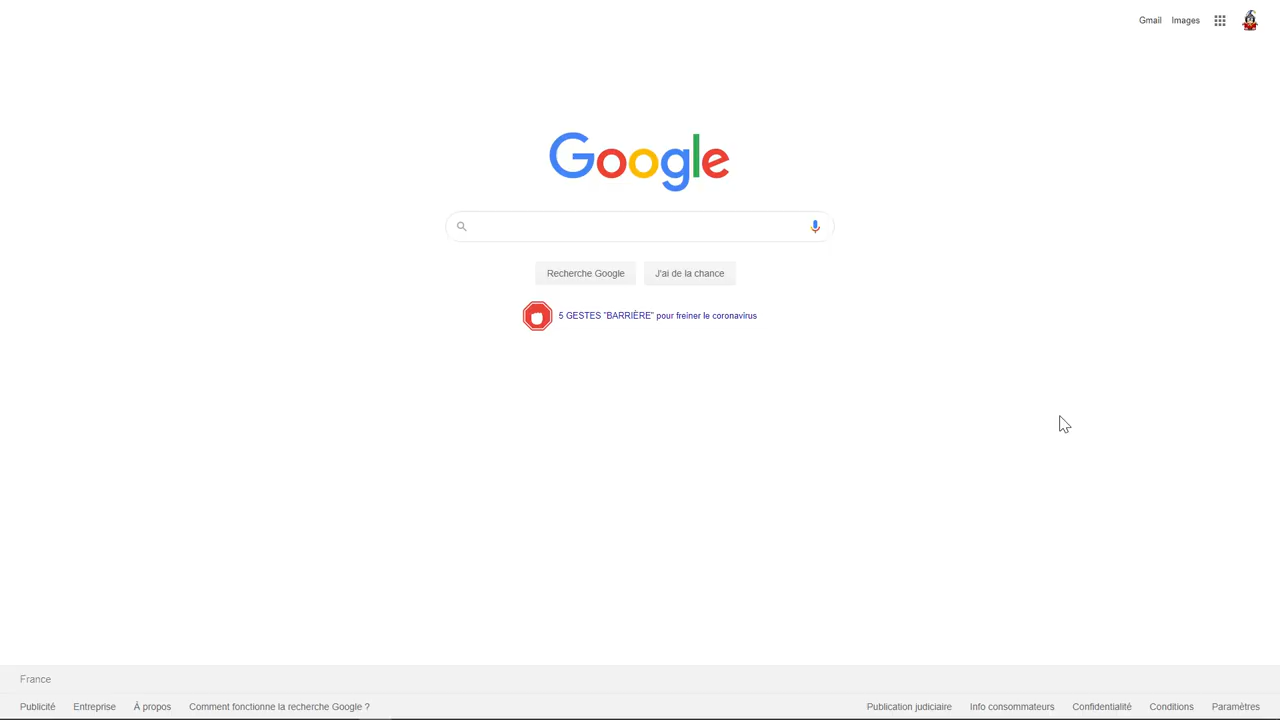 Gmail Images
Google
Recherche Google J'ai de la chance
5 GESTES "BARRIÈRE" pour freiner le coronavirus
France
Publicité Entreprise À propos Comment fonctionne la recherche Google ? Publication judiciaire Info consommateurs Confidentialité Conditions Paramètres